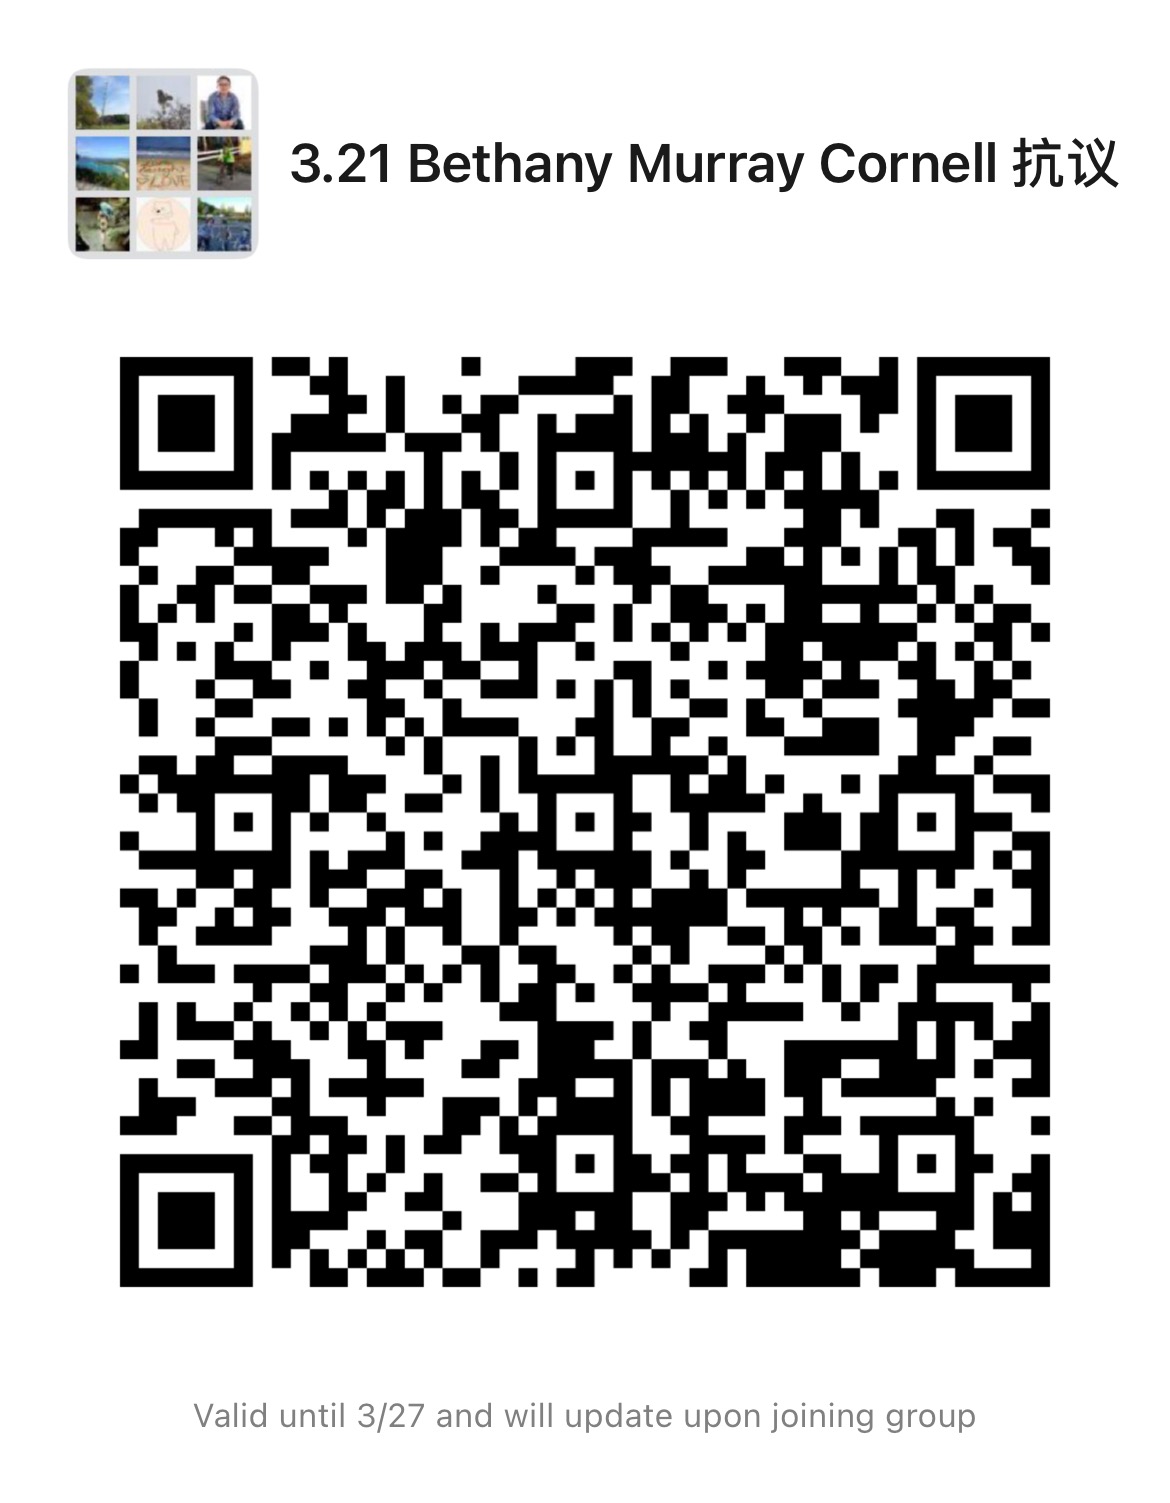 3.21 Bethany Murray Cornell 抗议
Valid until 3/27 and will update upon joining group